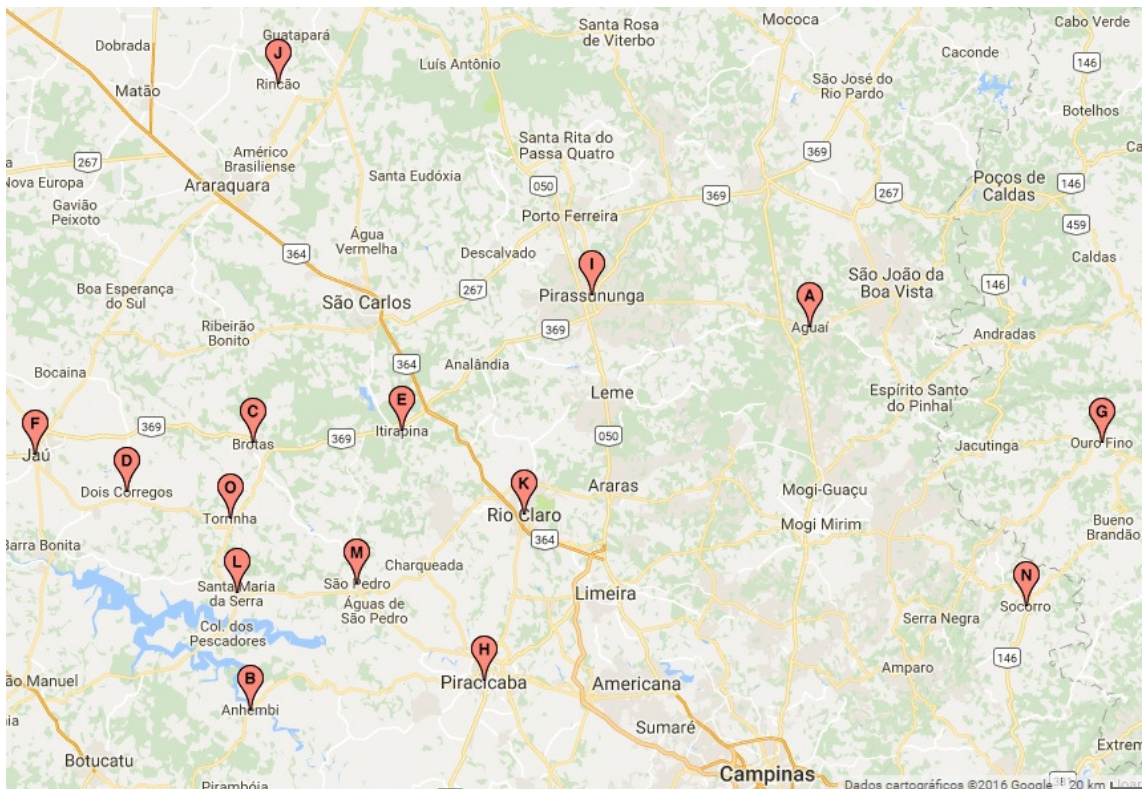 Cabo Verde
Mococa
Santa Rosa
de Viterbo
Guatapará
Dobrada
J
Caconde
Luís Antônio
146
Rincão
São José do
Rio Pardo
Matão
Botelhos
Santa Rita do
Passa Quatro
Américo
Brasiliense
369
267
Nova Europa
Santa Eudóxia
Araraquara
050
Poços de
Caldas
146
369
267
Gavião
Peixoto
Porto Ferreira
459
Água
Vermelha
364
Descalvado
Caldas
I
São João da
Boa Vista
146
Boa Esperança
do Sul
267
Pirassununga
A
São Carlos
Ribeirão
Bonito
369
Aguaí
Andradas
364
Analândia
Bocaina
Leme
Espírito Santo
do Pinhal
E
F
369
C
Itirapina
G
369
Brotas
050
Jacutinga
Ouro Fino
Jaú
D
Dois Córregos
K
Araras
Mogi-Guaçu
O
Torrinha
Rio Claro
Mogi Mirim
Bueno
Brandão
Barra Bonita
364
M
L
Charqueada
N
Santa Maria
da Serra
São Pedro
Limeira
Socorro
Águas de
São Pedro
Serra Negra
Col. dos
Pescadores
H
146
Amparo
ão Manuel
B
Piracicaba
Americana
Anhembi
Sumaré
Extrem
Botucatu
Campinas
Pirambóia
381
Dados cartográficos ©2016 Google
20 km